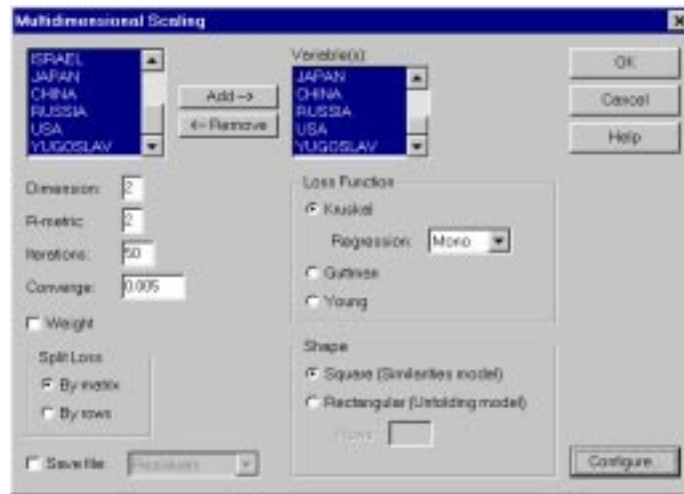 Multidimensional Scaling
ISRAEL
JAPAN
CHINA
RUSSIA
USA
YUGOSLAV
Add -->
<-- Remove
Variable(s):
JAPAN
CHINA
RUSSIA
USA
YUGOSLAV
OK
Cancel
Help
Dimension: 2
R-metric: 2
Iterations: 50
Converge: 0.005
Weight
Split Loss
By matrix
By rows
Save file Residuals
Loss Function
Kruskal
Regression: Mono
Guttman
Young
Shape
Square (Similarities model)
Rectangular (Unfolding model)
Rows:
Configure...